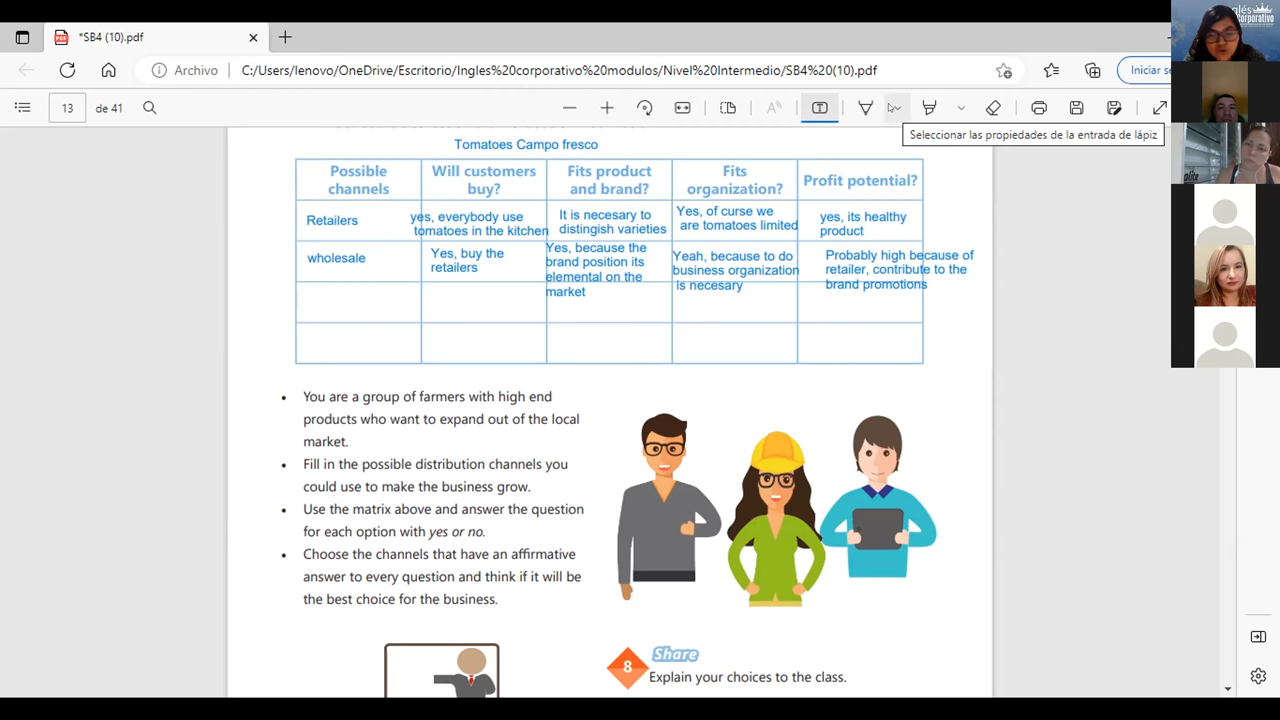 *SB4 (10).pdf
Archivo
C:/Users/lenovo/OneDrive/Escritorio/Ingles%20corporativo%20modulos/Nivel%20Intermedio/SB4%20(10).pdf
Iniciar se
13
de 41
Seleccionar las propiedades de la entrada de lápiz
glés
Corporativo
Tomatoes Campo fresco
Possible channels
Will customers buy?
Fits product and brand?
Fits organization?
Profit potential?
Retailers
yes, everybody use
tomatoes in the kitchen
It is necesary to
distingish varieties
Yes, of curse we
are tomatoes limited
yes, its healthy
product
wholesale
Yes, buy the
retailers
Yes, because the
brand position its
elemental on the
market
Yeah, because to do
business organization
is necesary
Probably high because of
retailer, contribute to the
brand promotions
You are a group of farmers with high end
products who want to expand out of the local
market.
Fill in the possible distribution channels you
could use to make the business grow.
Use the matrix above and answer the question
for each option with yes or no.
Choose the channels that have an affirmative
answer to every question and think if it will be
the best choice for the business.
8
Share
Explain your choices to the class.